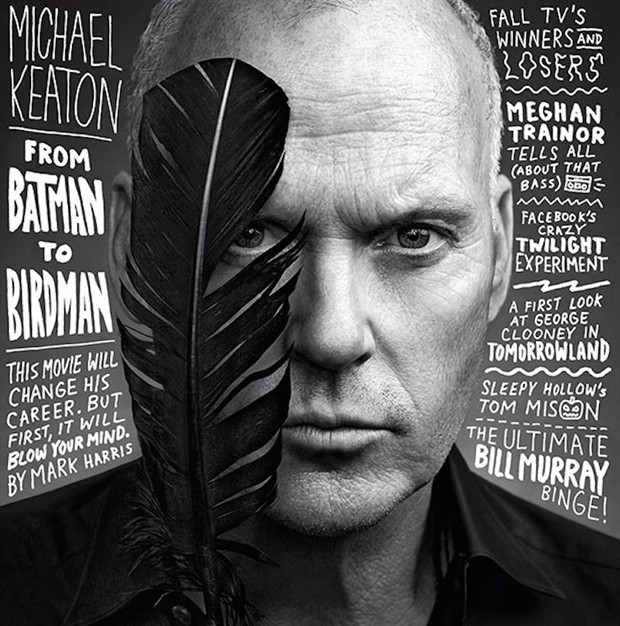 MICHAEL
KEATON
FROM
BATMAN
TO
BIRDMAN
THIS MOVIE WILL
CHANGE HIS
CAREER. BUT
FIRST, IT WILL
BLOW YOUR MIND.
BY MARK HARRIS
FALL TV'S
WINNERS AND
LOSERS
MEGHAN
TRAINOR
TELLS ALL
(ABOUT THAT
BASS)
FACEBOOK'S
CRAZY
TWILIGHT
EXPERIMENT
A FIRST LOOK
AT GEORGE
CLOONEY IN
TOMORROWLAND
SLEEPY HOLLOW'S
TOM MISON
THE ULTIMATE
BILL MURRAY
BINGE!